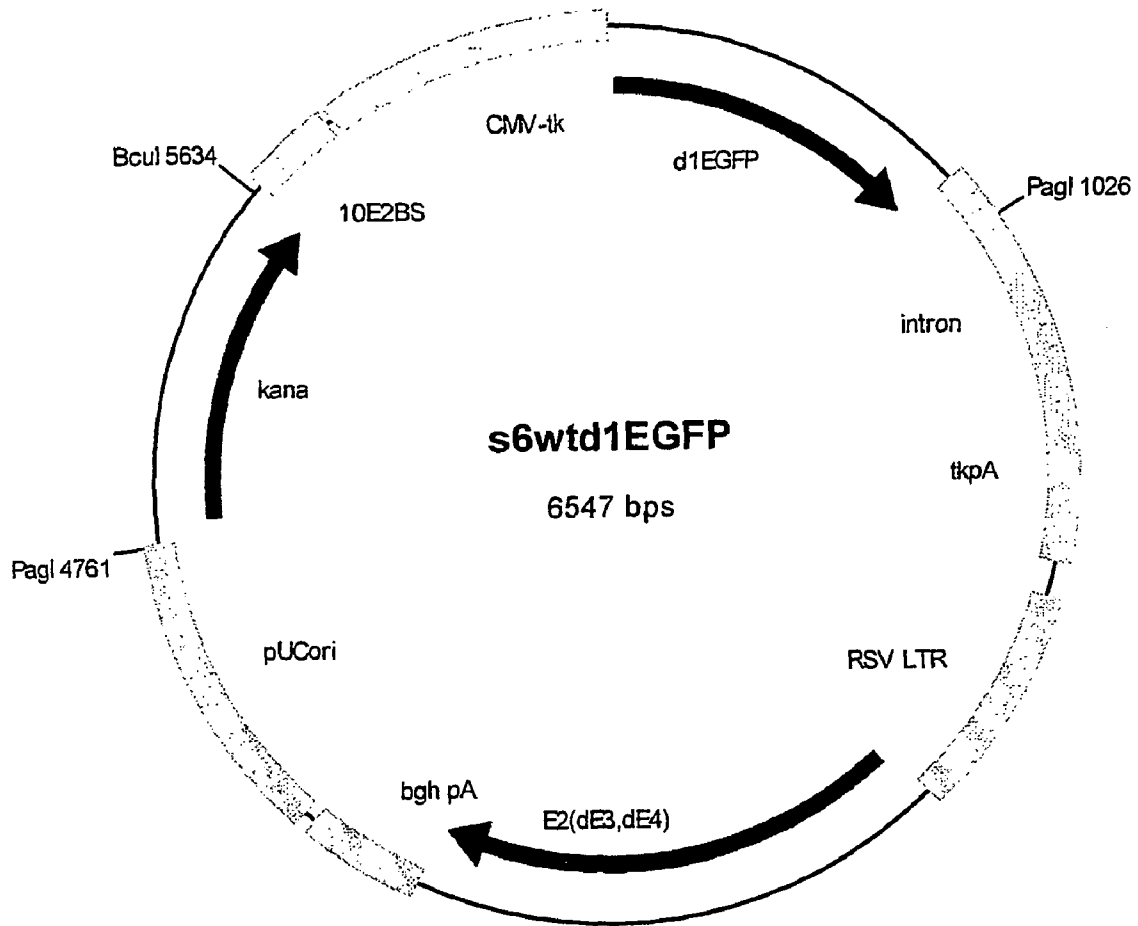 CMV-tk
d1EGFP
BcuI 5634
PagI 1026
10E2BS
intron
kana
s6wtd1EGFP
tkpA
6547 bps
PagI 4761
pUCori
RSV LTR
bgh pA
E2(dE3,dE4)